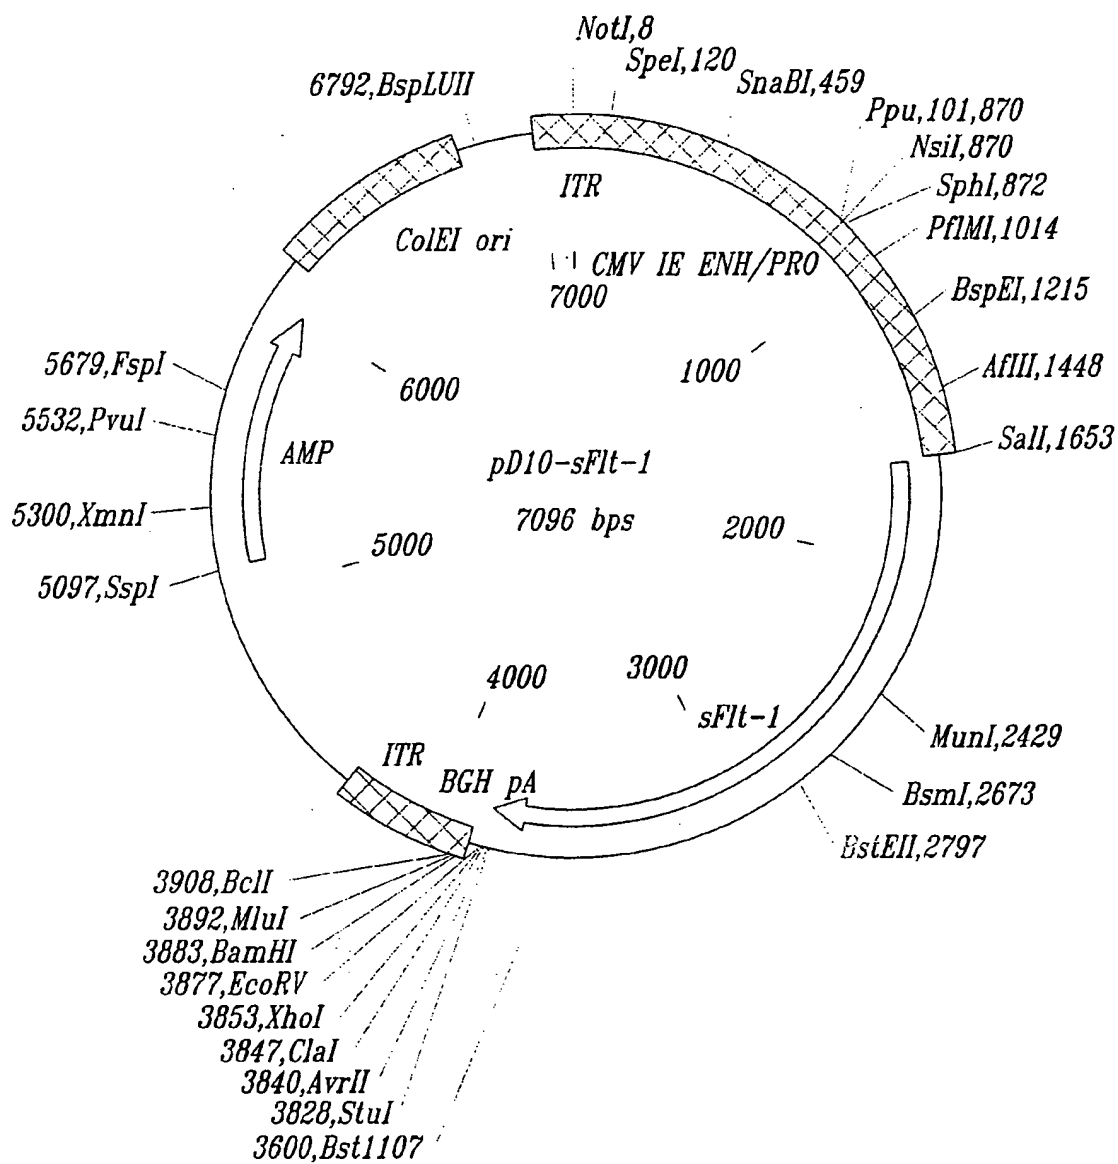 NotI,8
SpeI,120
SnaBI,459
6792,BspLUII
Ppu,101,870
NsiI,870
SphI,872
PflMI,1014
ITR
ColEI ori
CMV IE ENH/PRO
7000
BspEI,1215
1000
5679,FspI
6000
AflII,1448
5532,PvuI
SalI,1653
AMP
pD10-sFlt-1
5300,XmnI
7096 bps
2000
5000
5097,SspI
3000
4000
sFlt-1
MunI,2429
ITR
BGH pA
BsmI,2673
BstEII,2797
3908,BclI
3892,MluI
3883,BamHI
3877,EcoRV
3853,XhoI
3847,ClaI
3840,AvrII
3828,StuI
3600,Bst1107